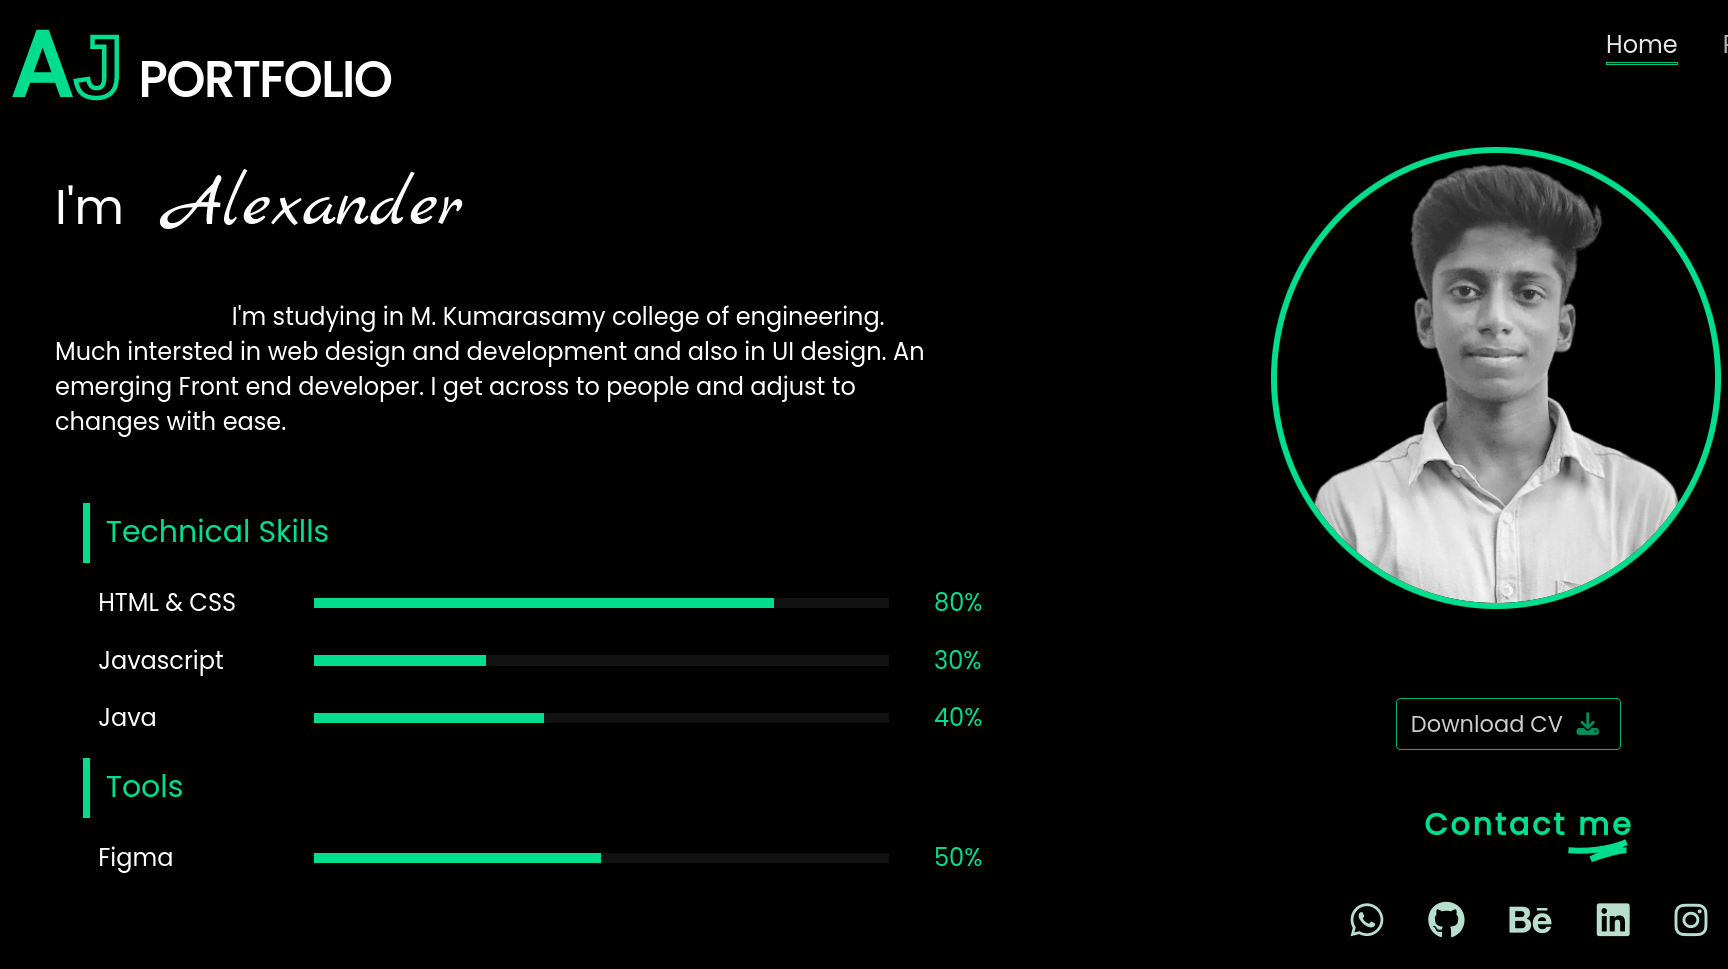 AJ PORTFOLIO
Home
I'm Alexander
I'm studying in M. Kumarasamy college of engineering.
Much intersted in web design and development and also in UI design. An
emerging Front end developer. I get across to people and adjust to
changes with ease.
Technical Skills
HTML & CSS 80%
Javascript 30%
Java 40%
Tools
Figma 50%
Download CV
Contact me
Bē
in